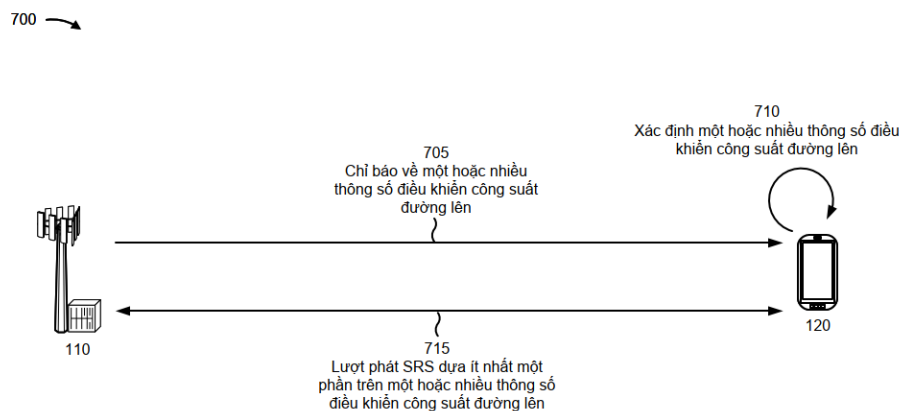 700
710
Xác định một hoặc nhiều thông số điều
khiển công suất đường lên
705
Chỉ báo về một hoặc nhiều
thông số điều khiển công suất
đường lên
110
120
715
Lượt phát SRS dựa ít nhất một
phần trên một hoặc nhiều thông số
điều khiển công suất đường lên